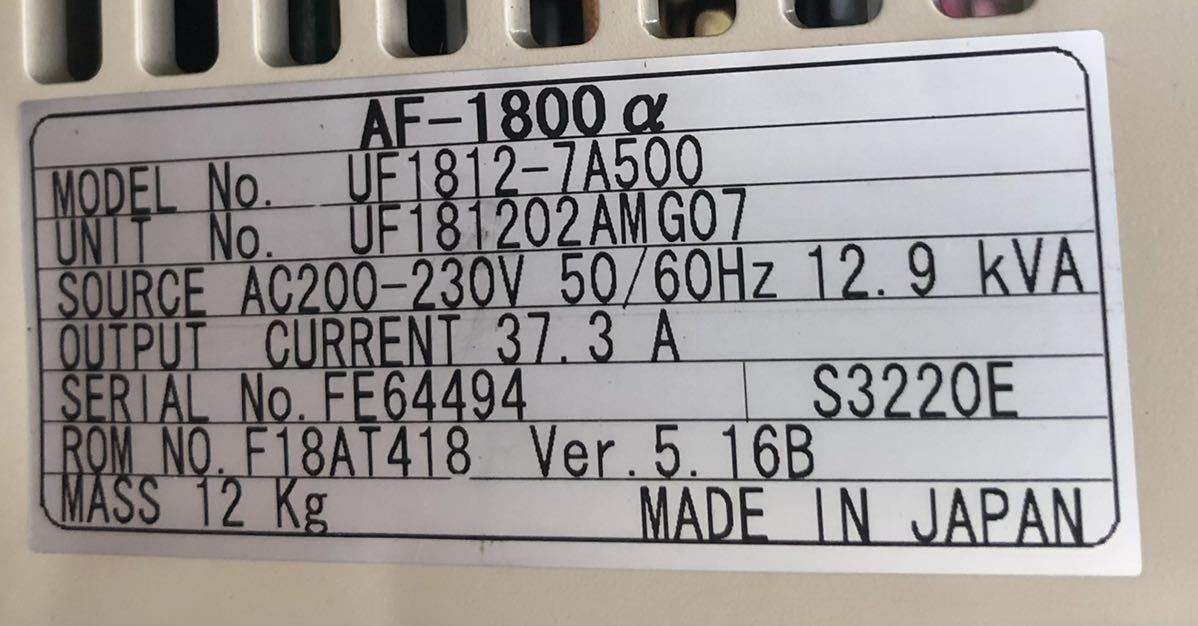 AF-1800α
MODEL No. UF1812-7A500
UNIT No. UF181202AMG07
SOURCE AC200-230V 50/60Hz 12.9 kVA
OUTPUT CURRENT 37.3 A
SERIAL No. FE64494 S3220E
ROM NO. F18AT418 Ver.5.16B
MASS 12 Kg MADE IN JAPAN